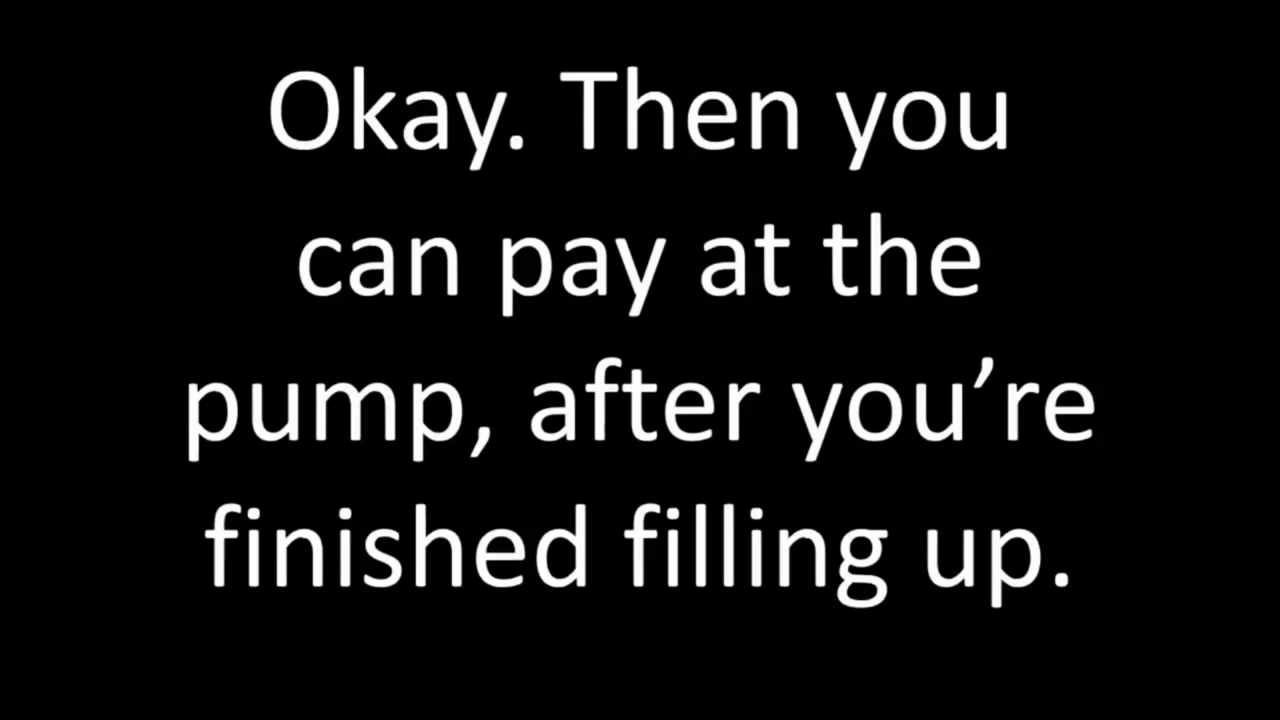 Okay. Then you
can pay at the
pump, after you’re
finished filling up.